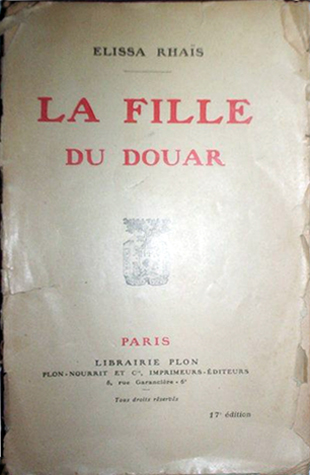 ELISSA RHAÏS
LA FILLE
DU DOUAR
PARIS
LIBRAIRIE PLON
PLON-NOURRIT ET Cⁱᵉ, IMPRIMEURS-ÉDITEURS
8, rue Garancière - 6ᵉ
Tous droits réservés
17ᵉ édition